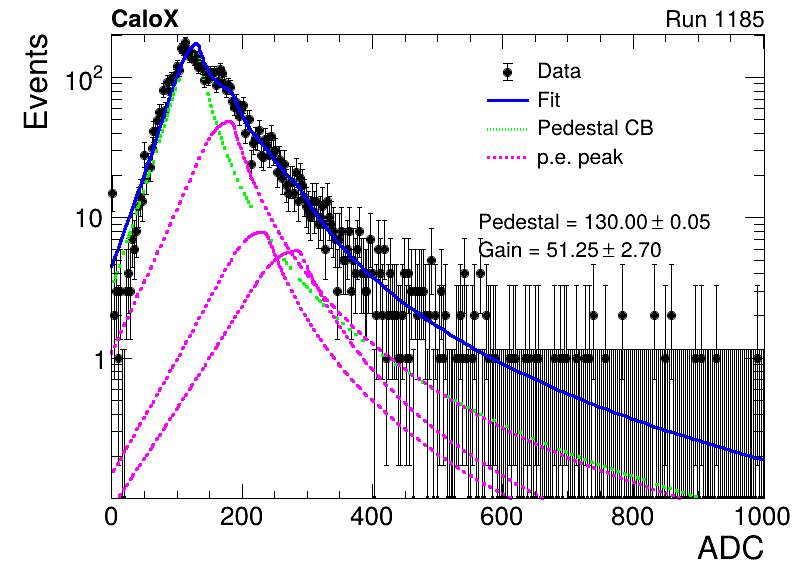 CaloX Run 1185
Events
10²
10
1
Data
Fit
Pedestal CB
p.e. peak
Pedestal = 130.00 ± 0.05
Gain = 51.25 ± 2.70
0 200 400 600 800 1000
ADC